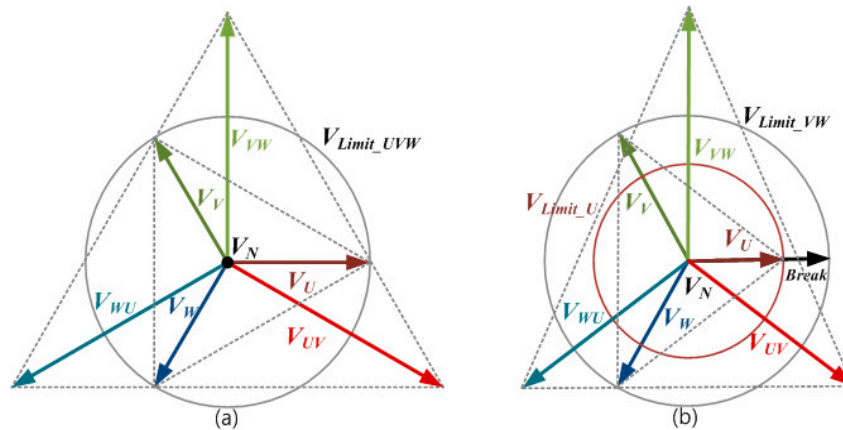 V_VW
V_Limit_UVW
V_V
V_N
V_U
V_WU
V_W
V_UV
(a)
V_Limit_VW
V_VW
V_Limit_U
V_V
V_U
Break
V_N
V_WU
V_W
V_UV
(b)